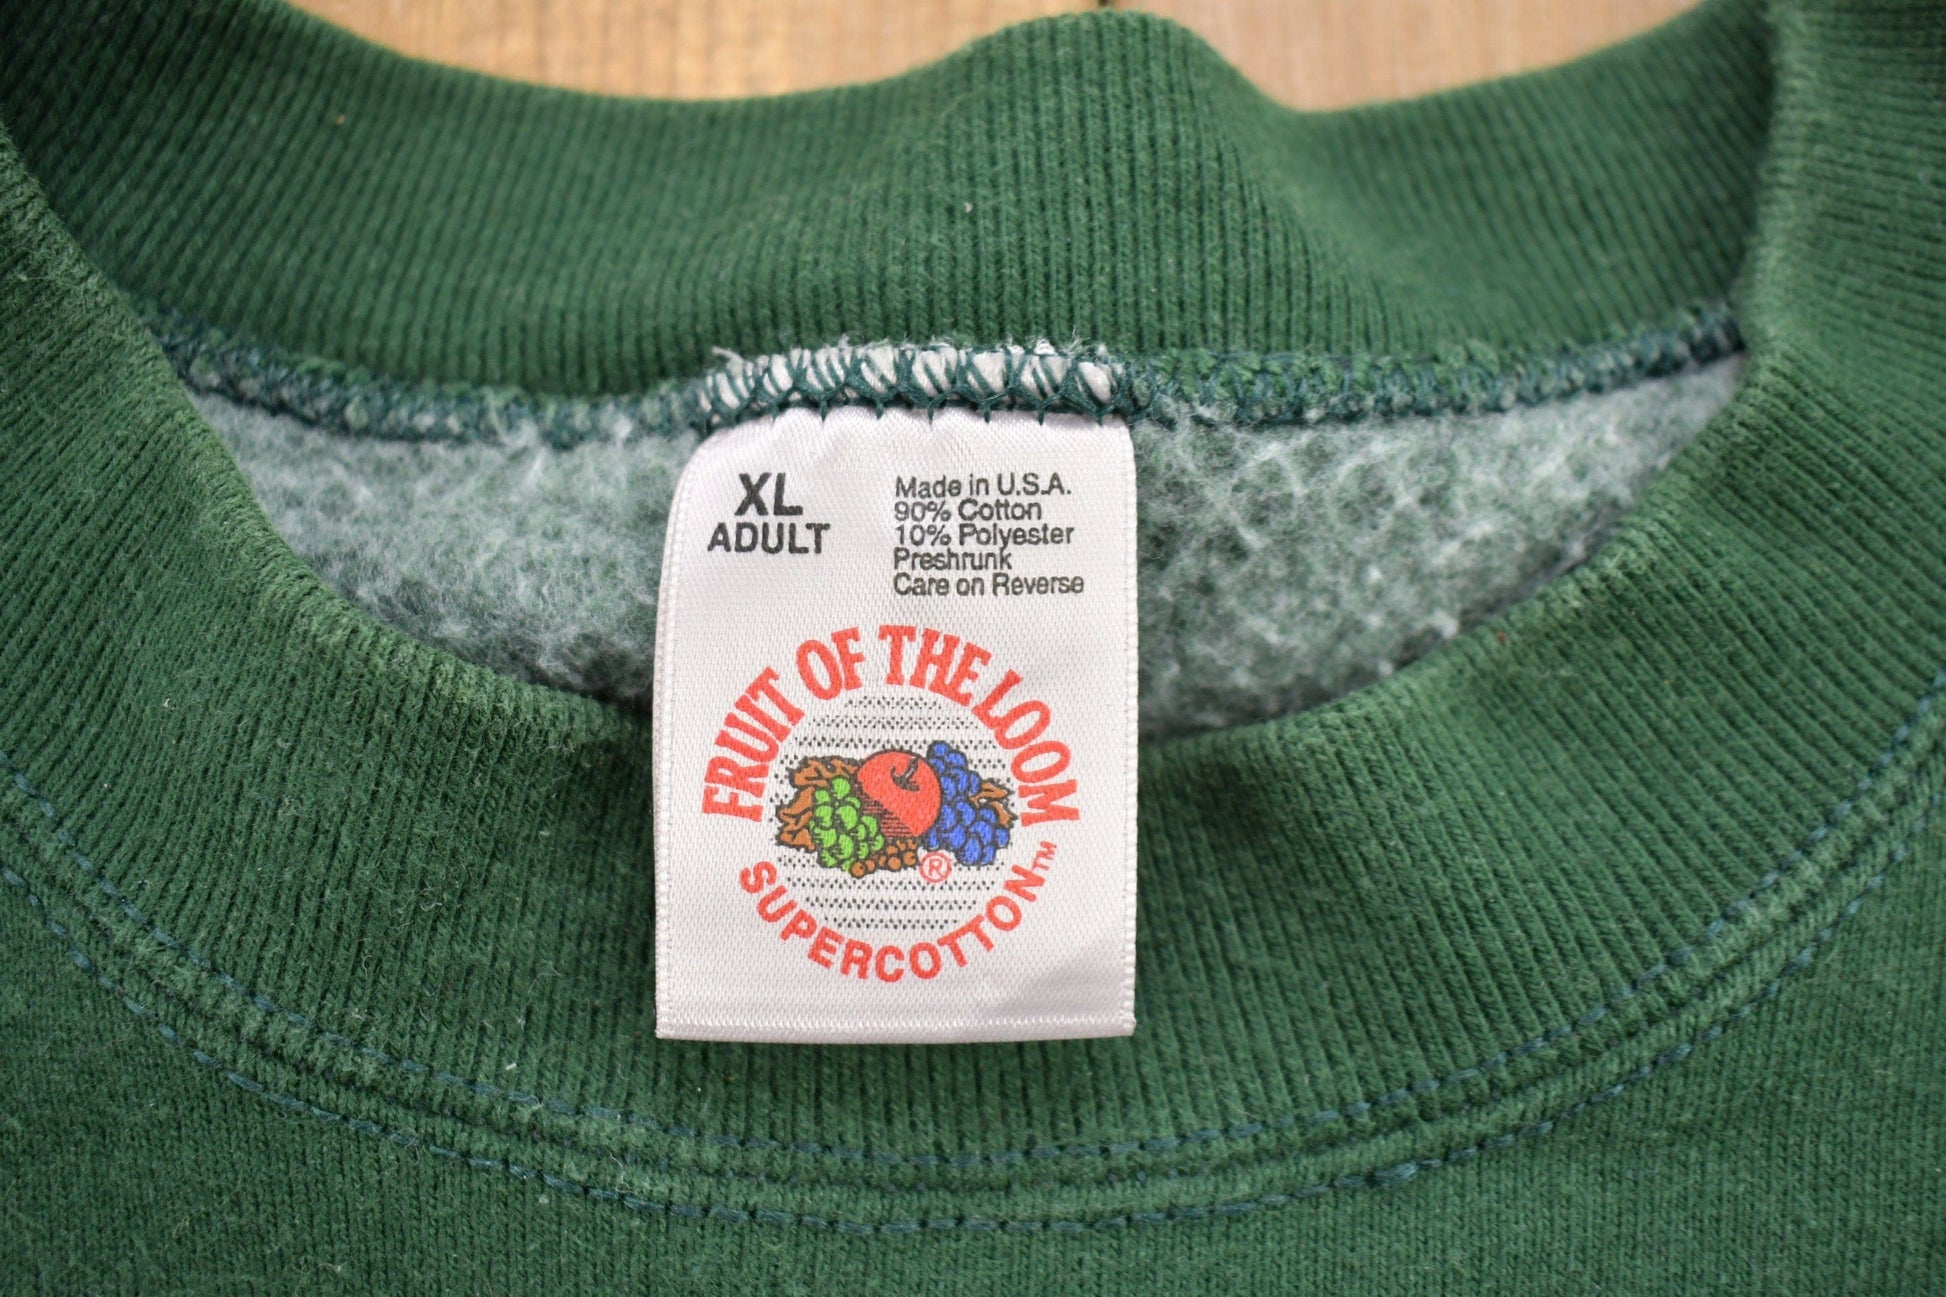 XL
ADULT
Made in U.S.A.
90% Cotton
10% Polyester
Preshrunk
Care on Reverse
FRUIT OF THE LOOM
®
SUPERCOTTON™